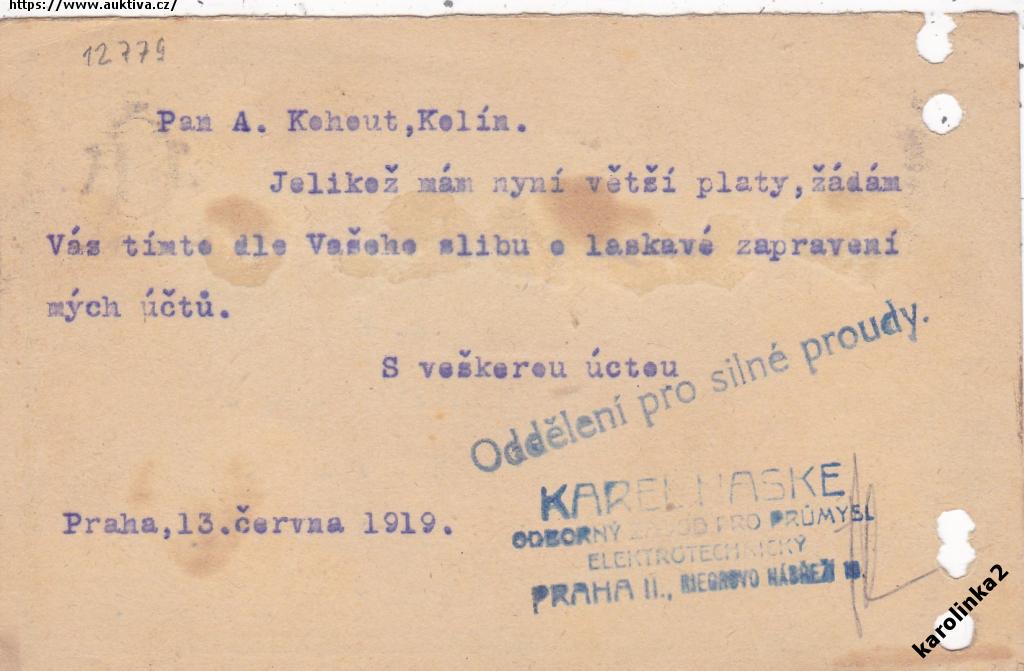 https://www.auktiva.cz/
12779
Pan A. Kohout,Kolín.
Jelikož mám nyní větší platy,žádám
Vás tímto dle Vašeho slibu o laskavé zapravení
mých účtů.
S veškerou úctou
Oddělení pro silné proudy.
Praha,13.června 1919.
KAREL MASKE
ODBORNÝ ZÁVOD PRO PRŮMYSL
ELEKTROTECHNICKÝ
PRAHA II., RIEGROVO NÁBŘEŽÍ
karolinka2